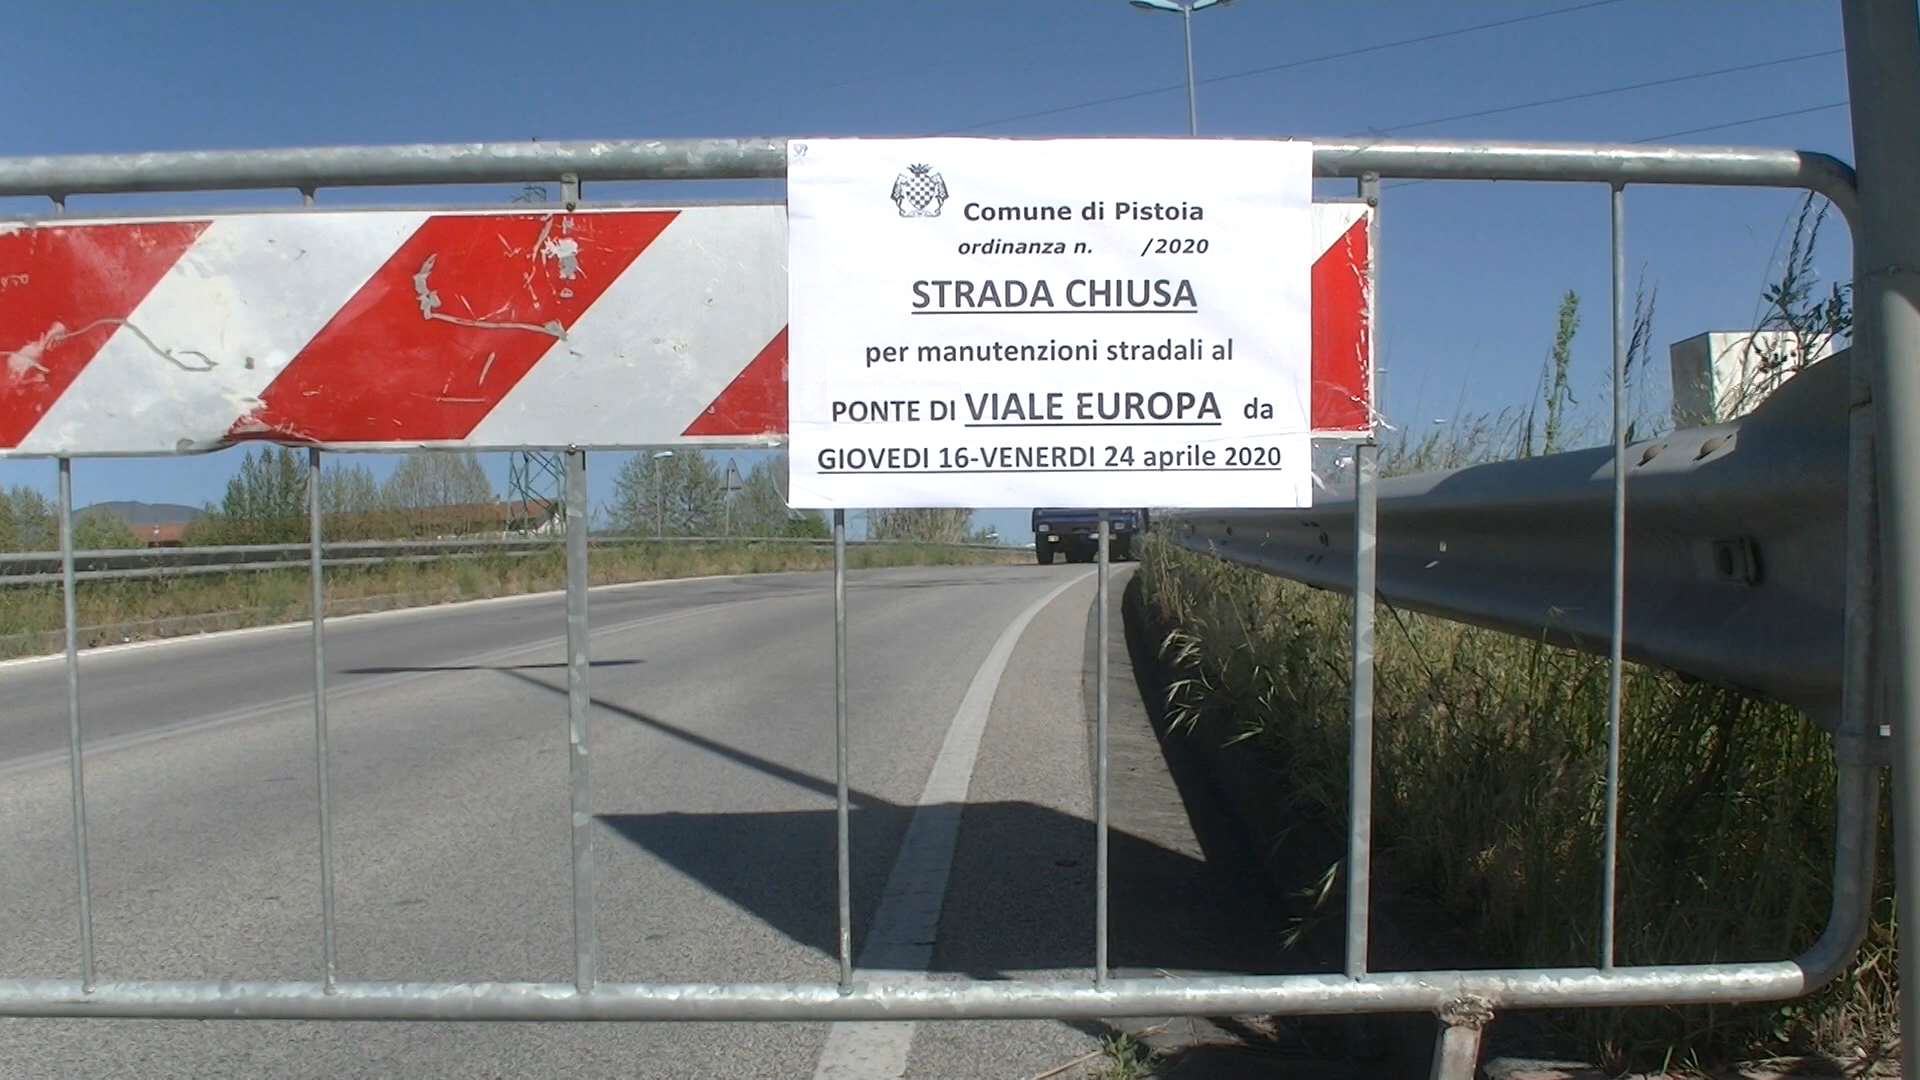 Comune di Pistoia
ordinanza n. /2020
STRADA CHIUSA
per manutenzioni stradali al
PONTE DI VIALE EUROPA da
GIOVEDI 16-VENERDI 24 aprile 2020